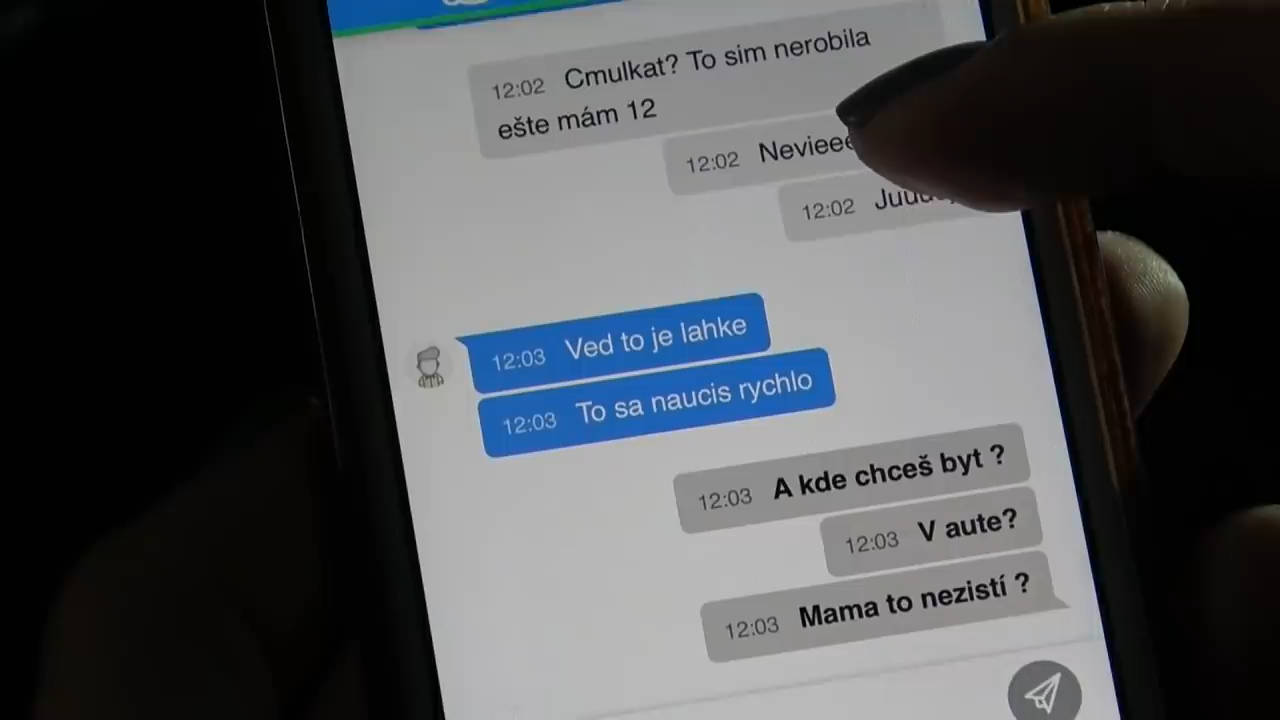 12:02 Cmulkat? To sim nerobila
ešte mám 12
12:02
12:02
12:03 Ved to je lahke
12:03 To sa naucis rychlo
12:03 A kde chceš byt ?
12:03 V aute?
12:03 Mama to nezistí ?